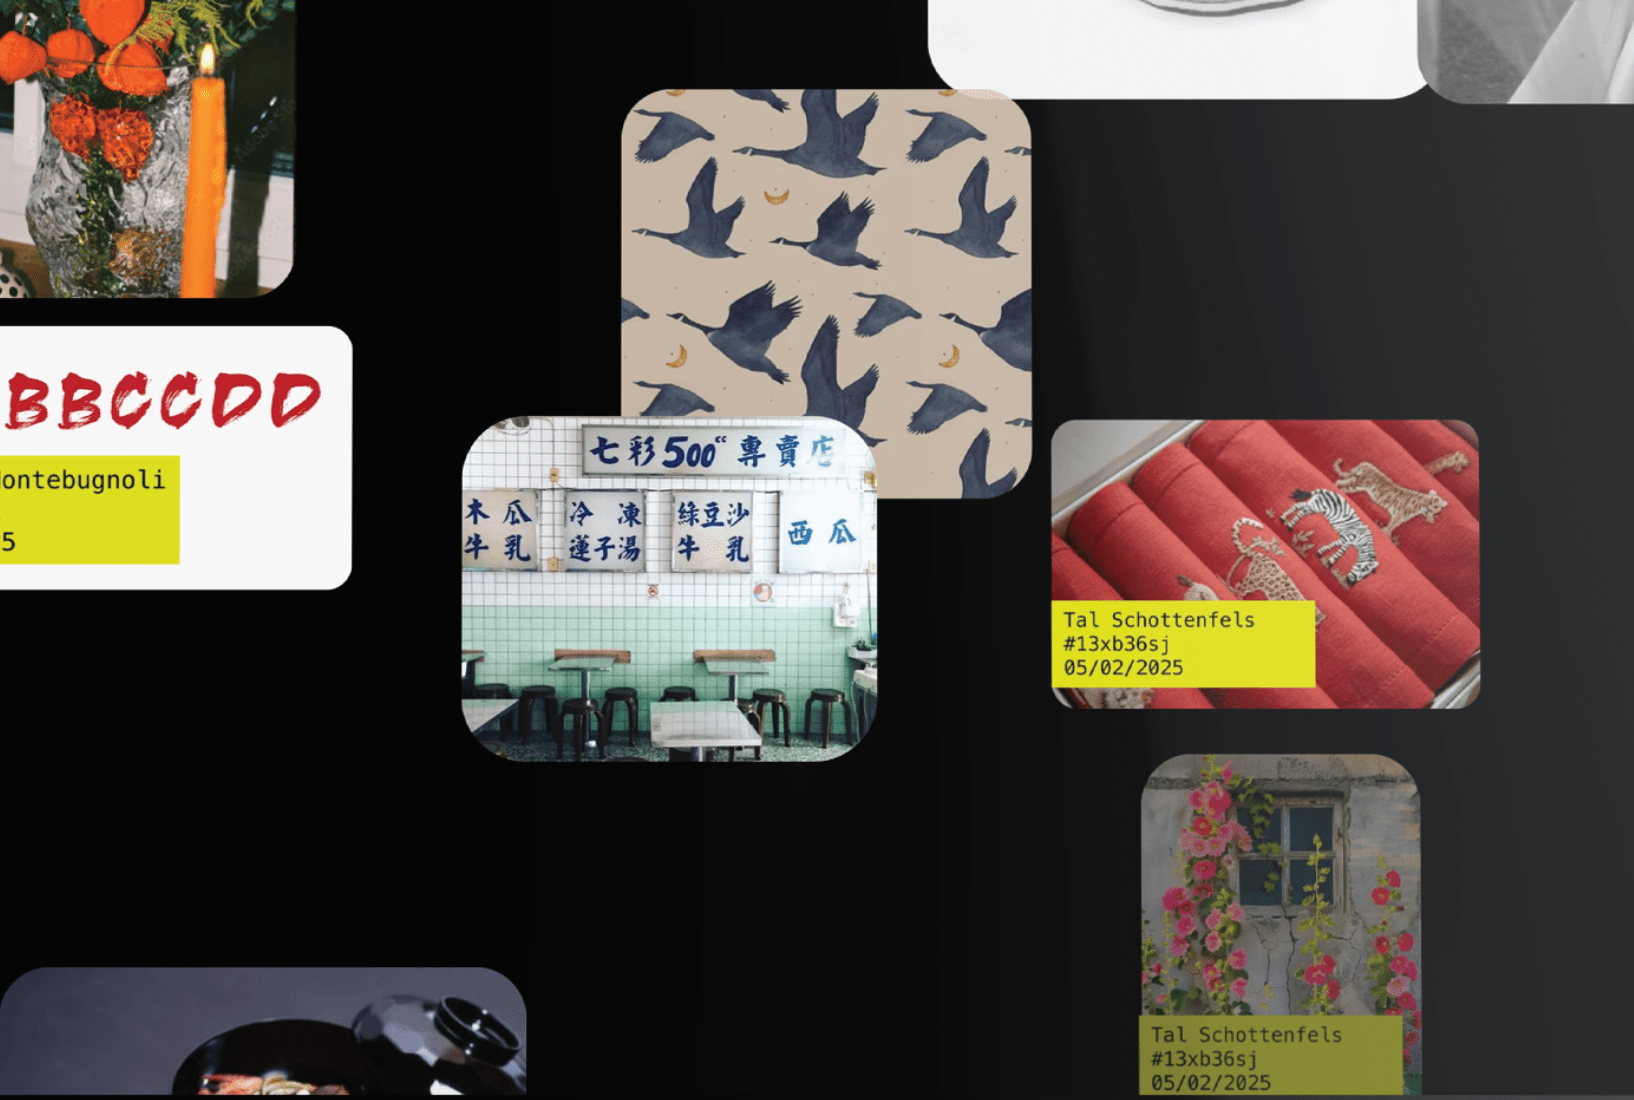 BBCCDD
ontebugnoli
5
七彩500cc專賣店
木瓜
牛乳
冷凍
蓮子湯
綠豆沙
牛乳
西瓜
Tal Schottenfels
#13xb36sj
05/02/2025
Tal Schottenfels
#13xb36sj
05/02/2025